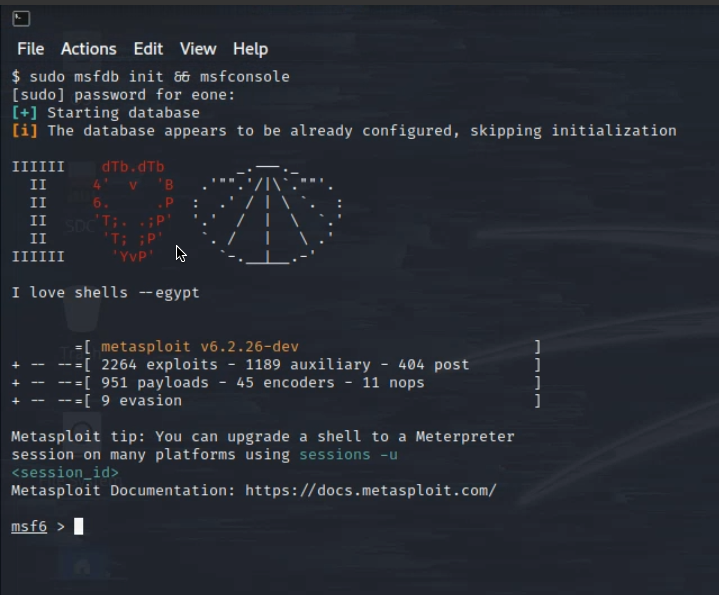 File Actions Edit View Help
$ sudo msfdb init && msfconsole
[sudo] password for eone:
[+] Starting database
[i] The database appears to be already configured, skipping initialization
IIIIII    dTb.dTb        _.---._
  II     4'  v  'B   .'"".'/|\`.""'.
  II     6.     .P  :  .' / | \ `.  :
  II     'T;. .;P'  '.'  /  |  \  `.'
  II      'T; ;P'    `. /   |   \ .'
IIIIII     'YvP'       `-.__|__.-'
I love shells --egypt
=[ metasploit v6.2.26-dev ]
+ -- --=[ 2264 exploits - 1189 auxiliary - 404 post ]
+ -- --=[ 951 payloads - 45 encoders - 11 nops ]
+ -- --=[ 9 evasion ]
Metasploit tip: You can upgrade a shell to a Meterpreter
session on many platforms using sessions -u
<session_id>
Metasploit Documentation: https://docs.metasploit.com/
msf6 >